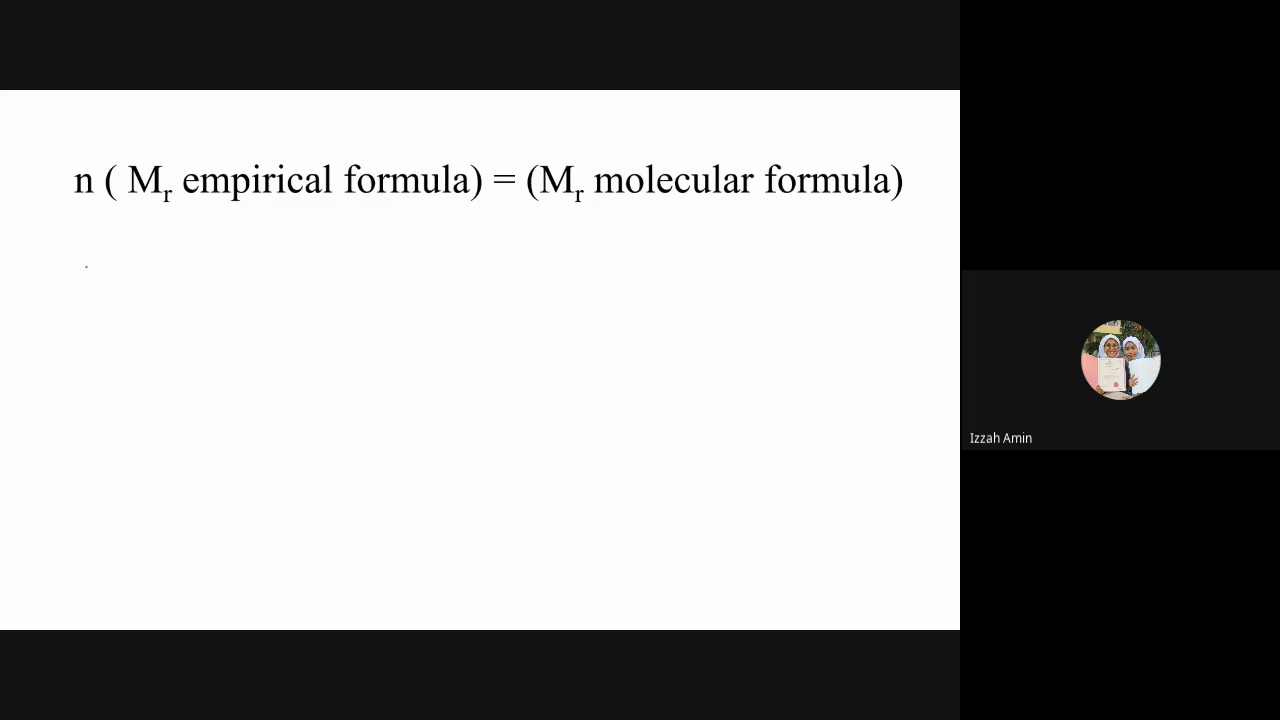 n ( Mr empirical formula) = (Mr molecular formula)
Izzah Amin